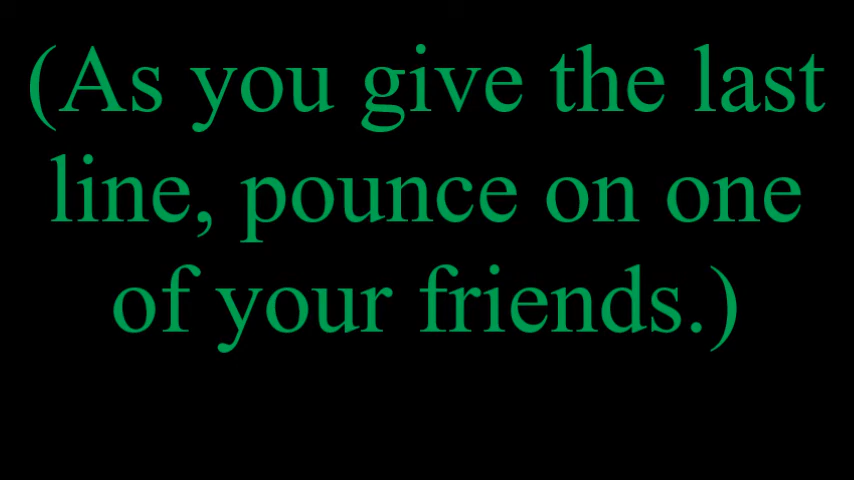 (As you give the last
line, pounce on one
of your friends.)